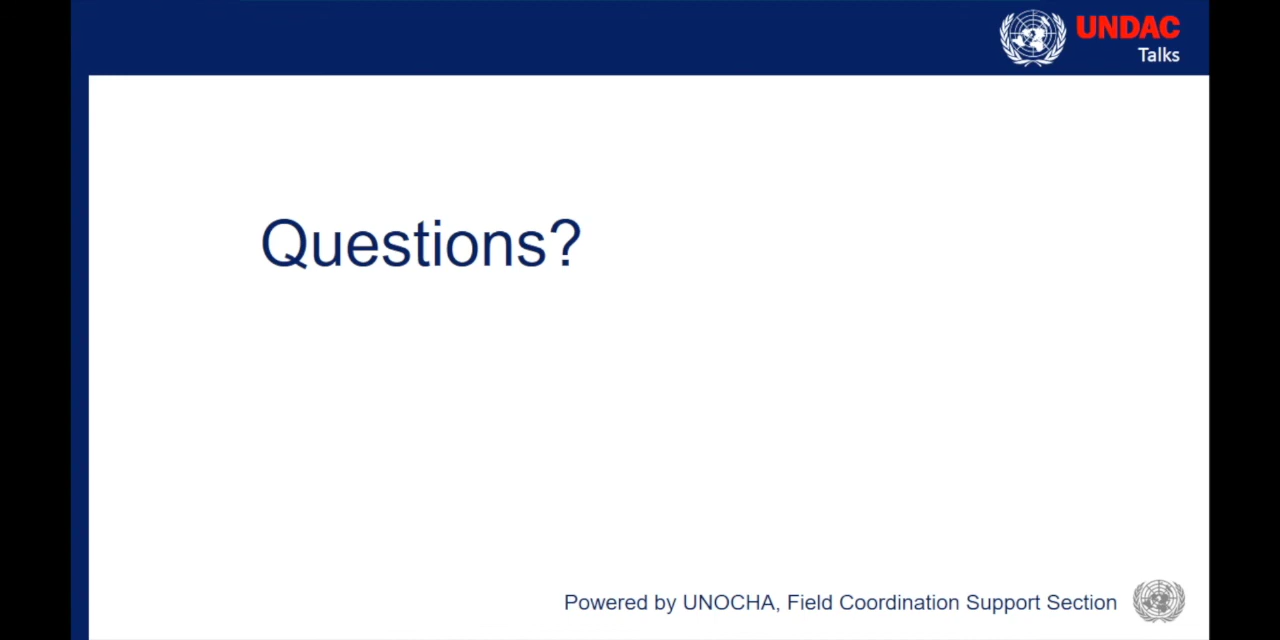 UNDAC
Talks
Questions?
Powered by UNOCHA, Field Coordination Support Section